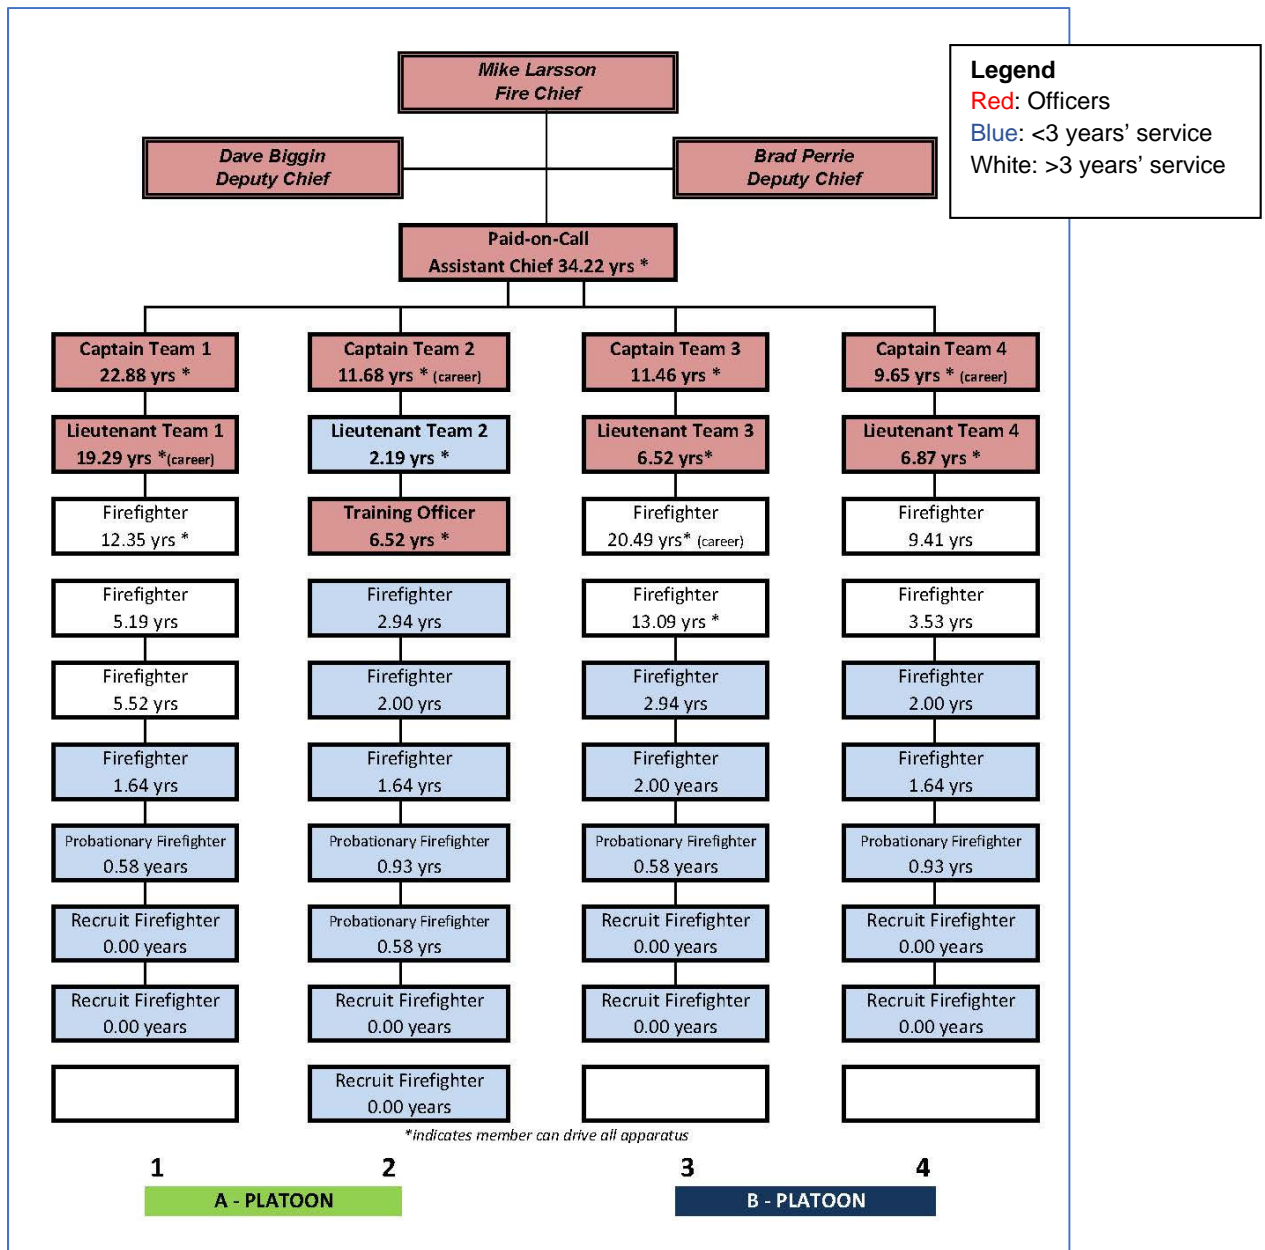 Mike Larsson
Fire Chief
Legend
Red: Officers
Blue: <3 years’ service
White: >3 years’ service
Dave Biggin
Deputy Chief
Brad Perrie
Deputy Chief
Paid-on-Call
Assistant Chief 34.22 yrs *
Captain Team 1
22.88 yrs *
Lieutenant Team 1
19.29 yrs *(career)
Firefighter
12.35 yrs *
Firefighter
5.19 yrs
Firefighter
5.52 yrs
Firefighter
1.64 yrs
Probationary Firefighter
0.58 years
Recruit Firefighter
0.00 years
Recruit Firefighter
0.00 years
Captain Team 2
11.68 yrs * (career)
Lieutenant Team 2
2.19 yrs *
Training Officer
6.52 yrs *
Firefighter
2.94 yrs
Firefighter
2.00 yrs
Firefighter
1.64 yrs
Probationary Firefighter
0.93 yrs
Probationary Firefighter
0.58 yrs
Recruit Firefighter
0.00 years
Recruit Firefighter
0.00 years
Captain Team 3
11.46 yrs *
Lieutenant Team 3
6.52 yrs*
Firefighter
20.49 yrs* (career)
Firefighter
13.09 yrs *
Firefighter
2.94 yrs
Firefighter
2.00 years
Probationary Firefighter
0.58 years
Recruit Firefighter
0.00 years
Recruit Firefighter
0.00 years
Captain Team 4
9.65 yrs * (career)
Lieutenant Team 4
6.87 yrs *
Firefighter
9.41 yrs
Firefighter
3.53 yrs
Firefighter
2.00 yrs
Firefighter
1.64 yrs
Probationary Firefighter
0.93 yrs
Recruit Firefighter
0.00 years
Recruit Firefighter
0.00 years
*indicates member can drive all apparatus
1 2 3 4
A - PLATOON
B - PLATOON